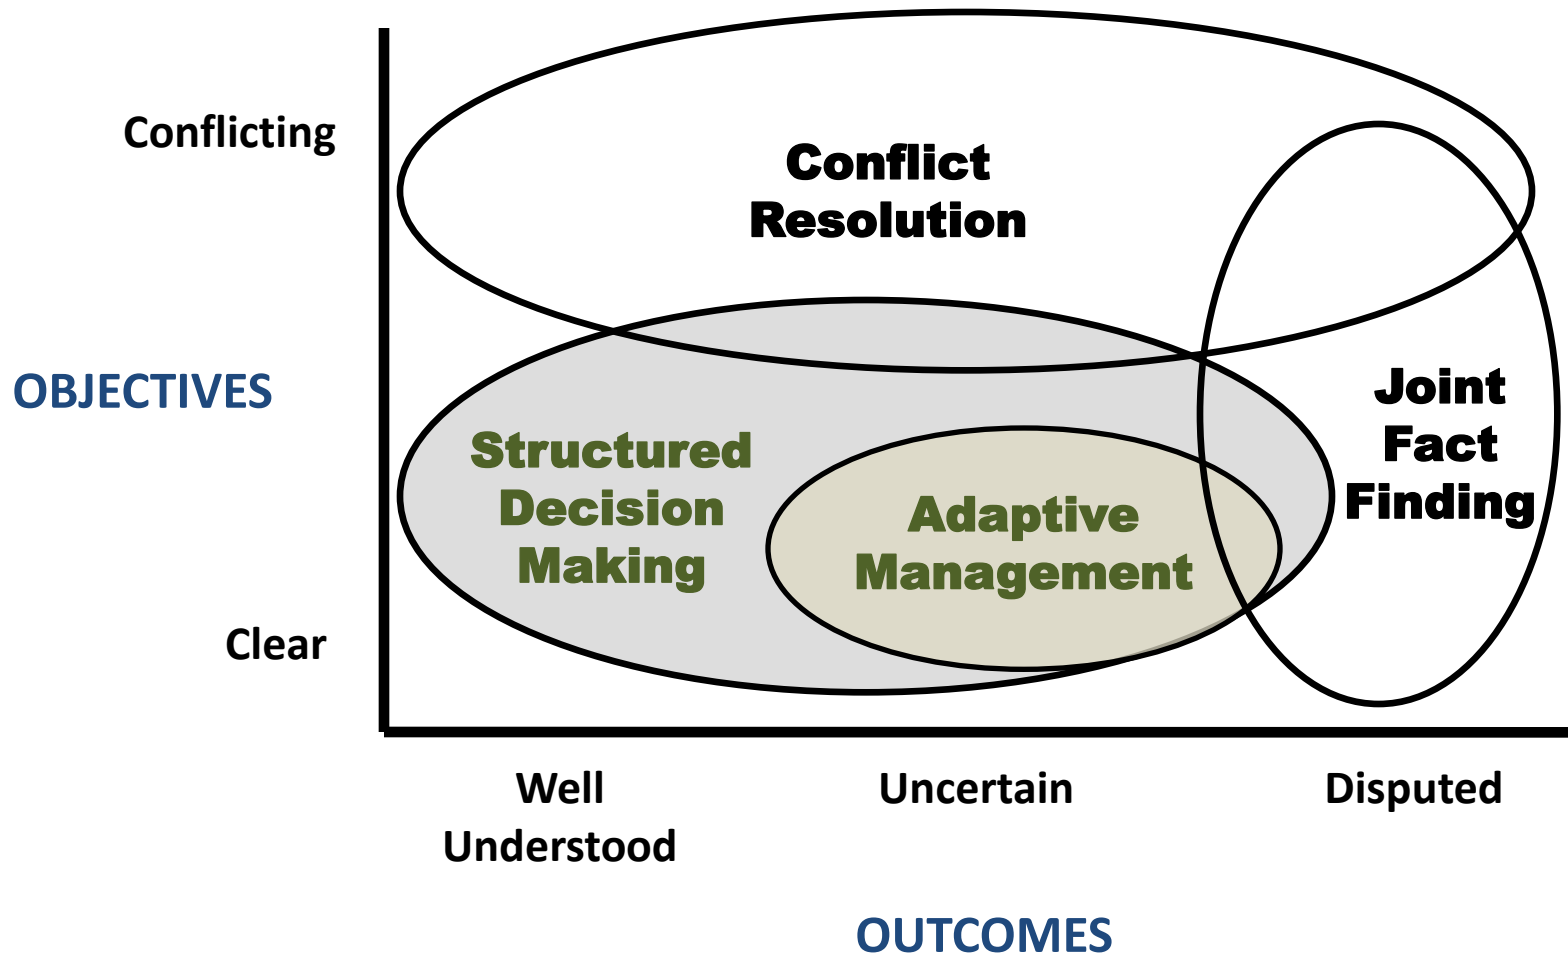 Conflicting
Conflict
Resolution
OBJECTIVES
Joint
Fact
Finding
Structured
Decision
Making
Adaptive
Management
Clear
Well
Understood
Uncertain
Disputed
OUTCOMES